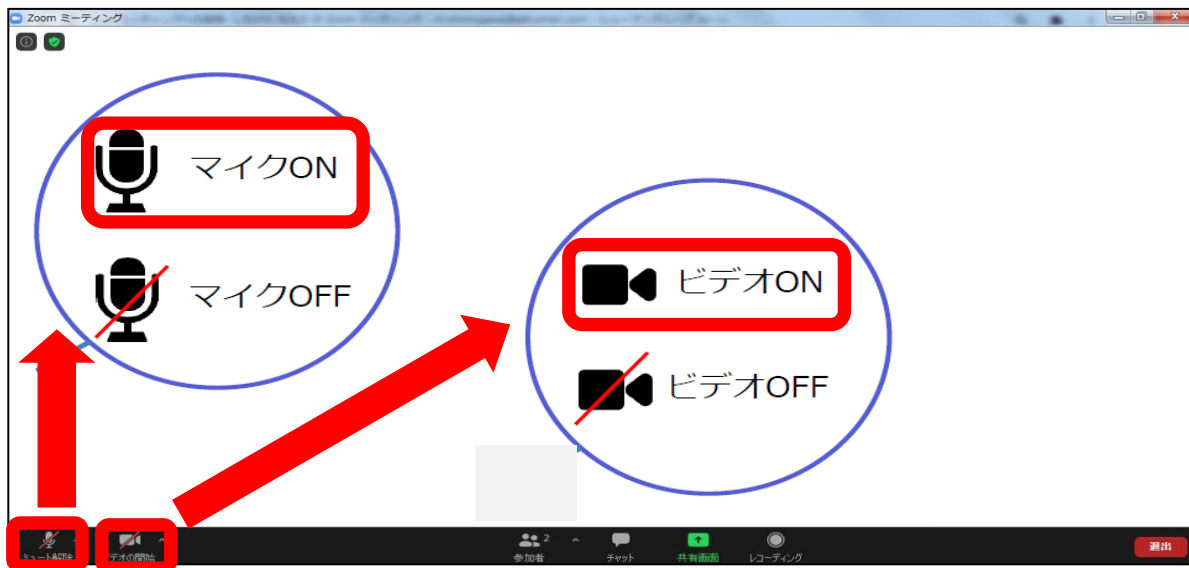 Zoom ミーティング
マイクON
マイクOFF
ビデオON
ビデオOFF
ミュート解除
ビデオの開始
参加者
2
チャット
共有画面
レコーディング
退出